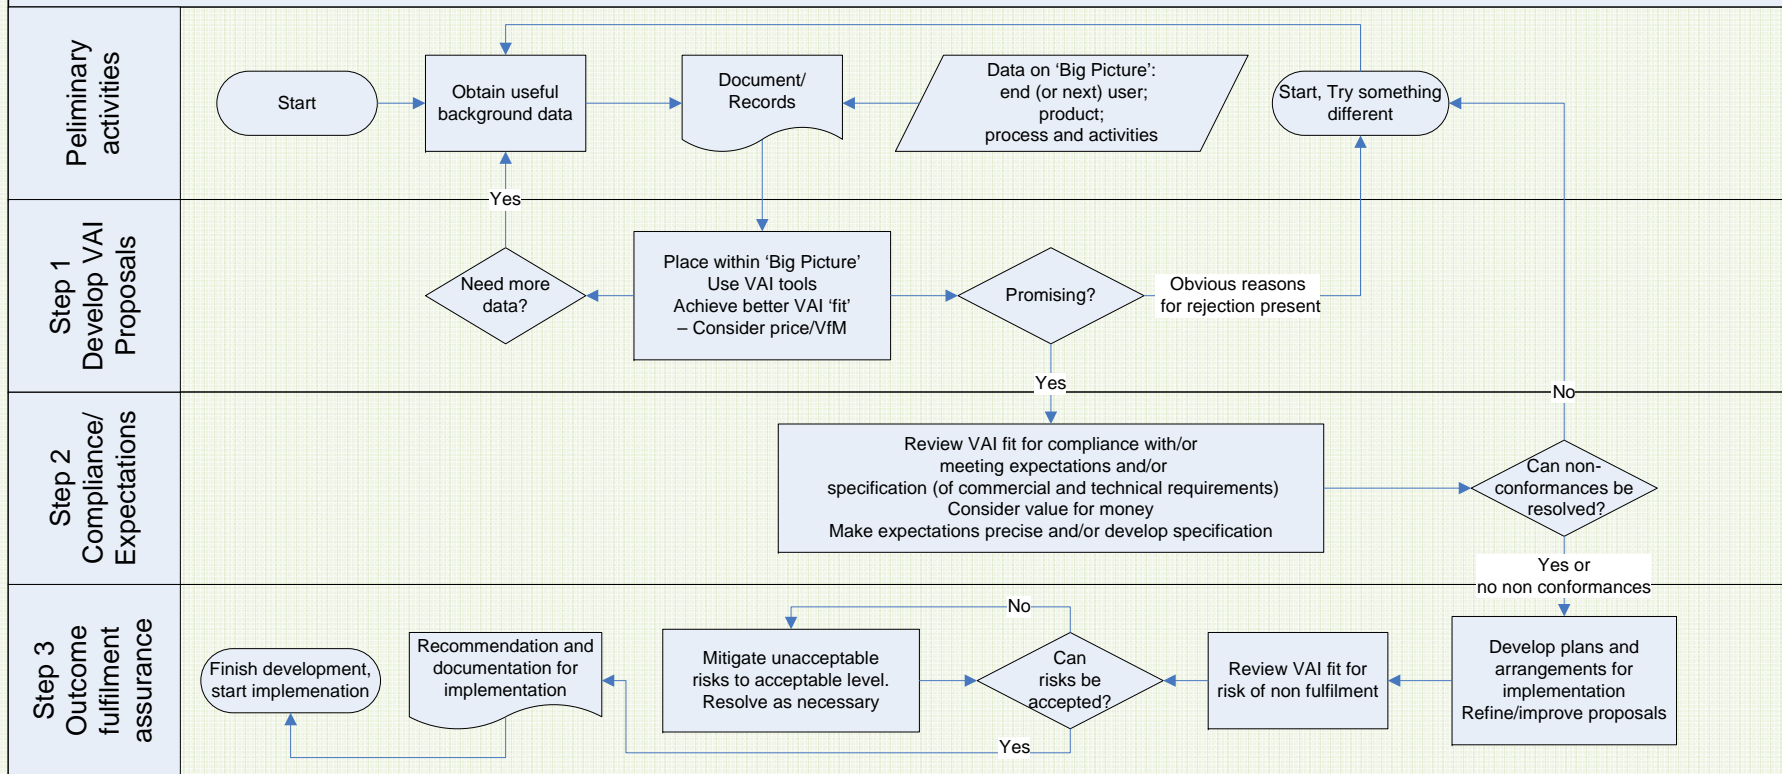 Peliminary
activities
Start
Obtain useful
background data
Document/
Records
Data on ‘Big Picture’:
end (or next) user;
product;
process and activities
Start, Try something
different
Yes
Step 1
Develop VAI
Proposals
Need more
data?
Place within ‘Big Picture’
Use VAI tools
Achieve better VAI ‘fit’
– Consider price/VfM
Promising?
Obvious reasons
for rejection present
Yes
No
Step 2
Compliance/
Expectations
Review VAI fit for compliance with/or
meeting expectations and/or
specification (of commercial and technical requirements)
Consider value for money
Make expectations precise and/or develop specification
Can non-
conformances be
resolved?
Yes or
no non conformances
Step 3
Outcome
fulfilment
assurance
Finish development,
start implemenation
Recommendation and
documentation for
implementation
Mitigate unacceptable
risks to acceptable level.
Resolve as necessary
No
Can
risks be
accepted?
Yes
Review VAI fit for
risk of non fulfilment
Develop plans and
arrangements for
implementation
Refine/improve proposals